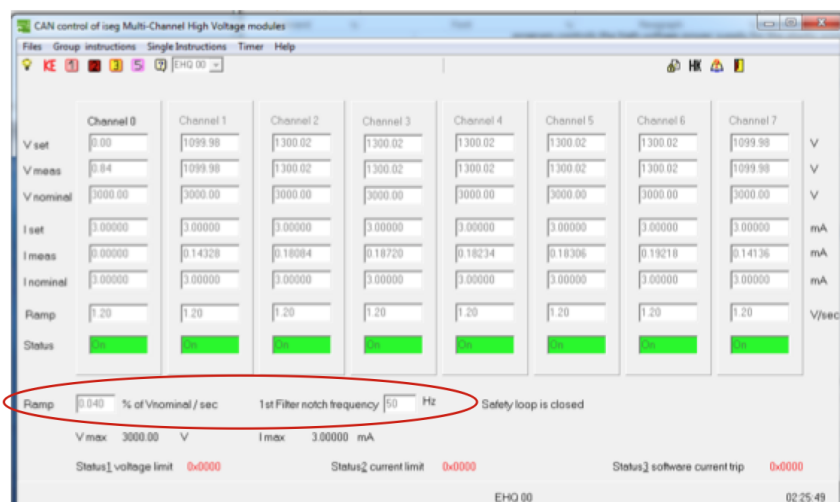 CAN control of iseg Multi-Channel High Voltage modules
Files Group instructions Single Instructions Timer Help
KE 1 2 3 5 ? EHQ 00 HK
Channel 0 Channel 1 Channel 2 Channel 3 Channel 4 Channel 5 Channel 6 Channel 7
V set 0.00 1099.98 1300.02 1300.02 1300.02 1300.02 1300.02 1099.98 V
V meas 0.84 1099.98 1300.02 1300.02 1300.02 1300.02 1300.02 1099.98 V
V nominal 3000.00 3000.00 3000.00 3000.00 3000.00 3000.00 3000.00 3000.00 V
I set 3.00000 3.00000 3.00000 3.00000 3.00000 3.00000 3.00000 3.00000 mA
I meas 0.00000 0.14328 0.18084 0.18720 0.18234 0.18306 0.19218 0.14136 mA
I nominal 3.00000 3.00000 3.00000 3.00000 3.00000 3.00000 3.00000 3.00000 mA
Ramp 1.20 1.20 1.20 1.20 1.20 1.20 1.20 1.20 V/sec
Status On On On On On On On On
Ramp 0.040 % of Vnominal / sec 1st Filter notch frequency 50 Hz Safety loop is closed
V max 3000.00 V I max 3.00000 mA
Status1 voltage limit 0x0000 Status2 current limit 0x0000 Status3 software current trip 0x0000
EHQ 00 02:25:49